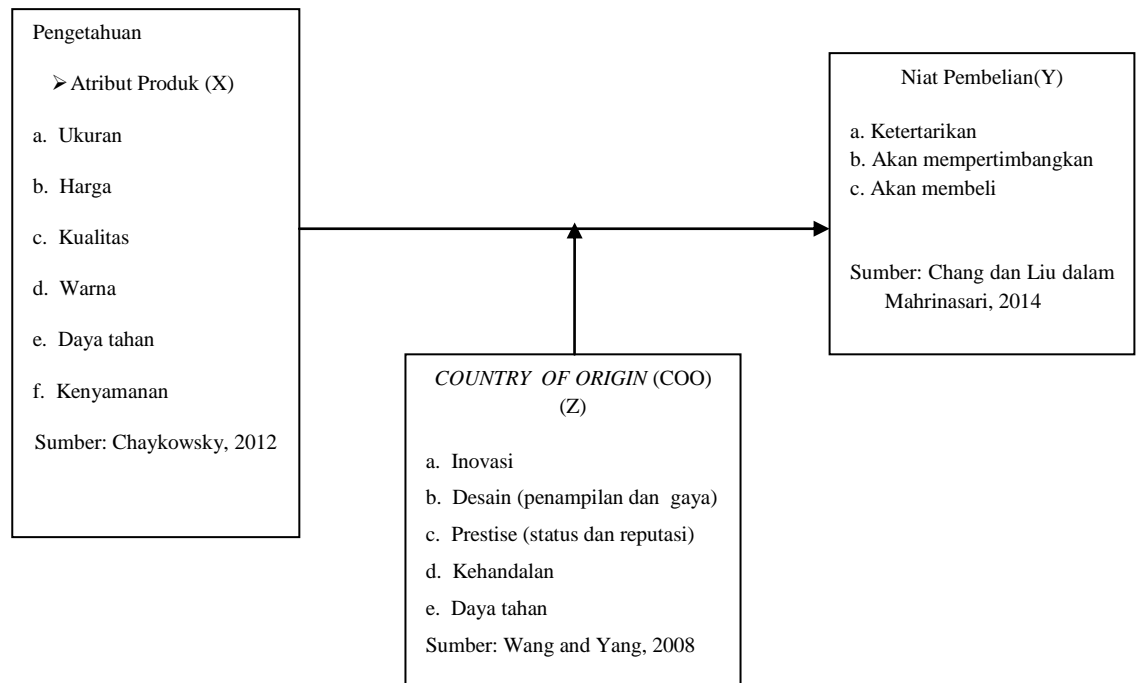 Pengetahuan
➢ Atribut Produk (X)
a. Ukuran
b. Harga
c. Kualitas
d. Warna
e. Daya tahan
f. Kenyamanan
Sumber: Chaykowsky, 2012
Niat Pembelian(Y)
a. Ketertarikan
b. Akan mempertimbangkan
c. Akan membeli
Sumber: Chang dan Liu dalam
Mahrinasari, 2014
COUNTRY OF ORIGIN (COO)
(Z)
a. Inovasi
b. Desain (penampilan dan gaya)
c. Prestise (status dan reputasi)
d. Kehandalan
e. Daya tahan
Sumber: Wang and Yang, 2008